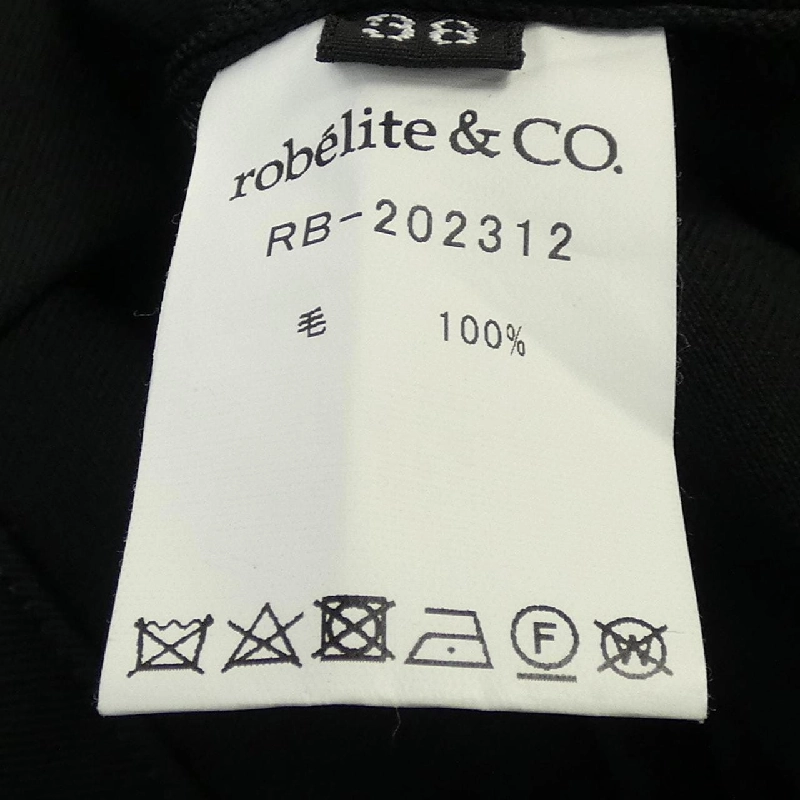 38
robélite & CO.
RB-202312
毛 100%
F
W